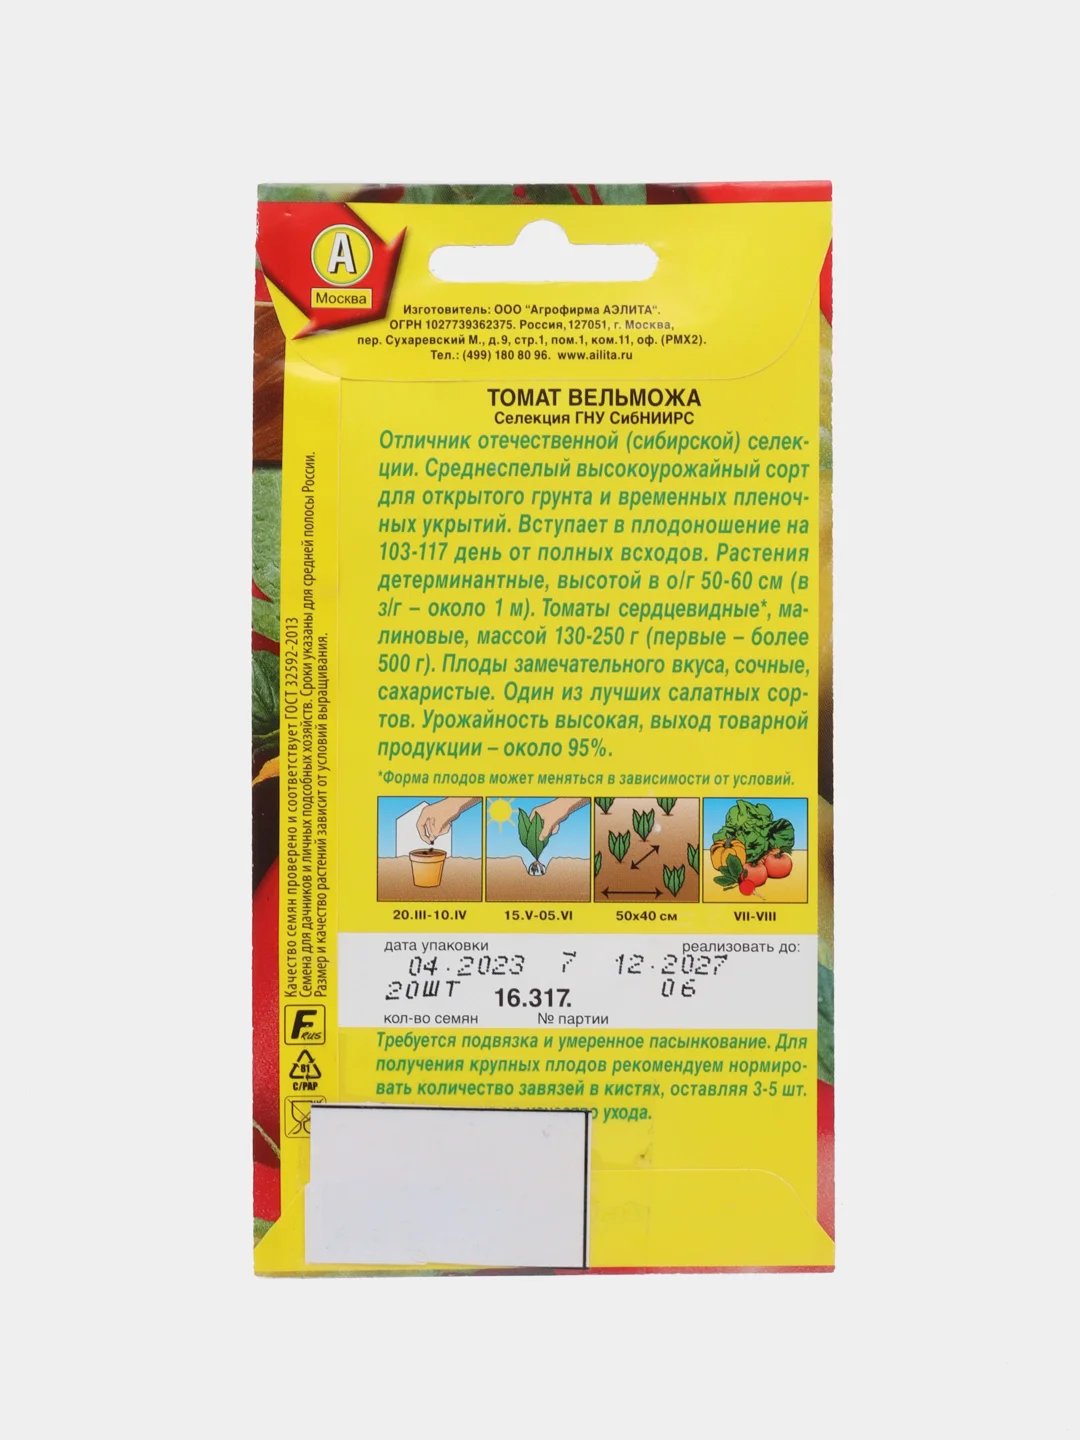 А
Москва
Изготовитель: ООО "Агрофирма АЭЛИТА".
ОГРН 1027739362375. Россия,127051, г. Москва,
пер. Сухаревский М., д.9, стр.1, пом.1, ком.11, оф. (РМХ2).
Тел.: (499) 180 80 96. www.ailita.ru
ТОМАТ ВЕЛЬМОЖА
Селекция ГНУ СибНИИРС
Отличник отечественной (сибирской) селек-
ции. Среднеспелый высокоурожайный сорт
для открытого грунта и временных пленоч-
ных укрытий. Вступает в плодоношение на
103-117 день от полных всходов. Растения
детерминантные, высотой в о/г 50-60 см (в
з/г – около 1 м). Томаты сердцевидные*, ма-
линовые, массой 130-250 г (первые – более
500 г). Плоды замечательного вкуса, сочные,
сахаристые. Один из лучших салатных сор-
тов. Урожайность высокая, выход товарной
продукции – около 95%.
*Форма плодов может меняться в зависимости от условий.
20.III-10.IV 15.V-05.VI 50x40 см VII-VIII
дата упаковки реализовать до:
04.2023 7 12.2027
20ШТ 16.317. 06
кол-во семян № партии
Требуется подвязка и умеренное пасынкование. Для
получения крупных плодов рекомендуем нормиро-
вать количество завязей в кистях, оставляя 3-5 шт.
ухода.
Качество семян проверено и соответствует ГОСТ 32592-2013
Семена для дачников и личных подсобных хозяйств. Сроки указаны для средней полосы России.
Размер и качество растений зависит от условий выращивания.
F RUS
81
C/PAP